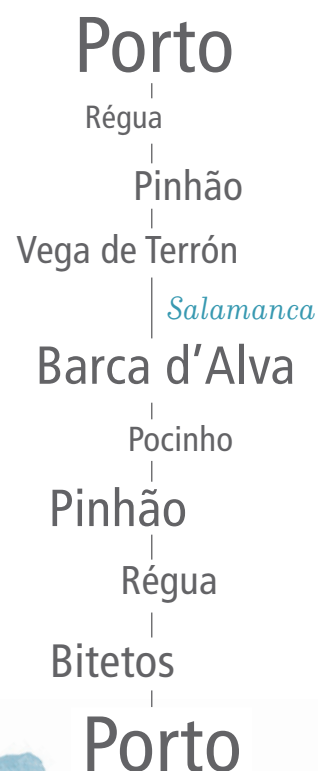 Porto
Régua
Pinhão
Vega de Terrón
Salamanca
Barca d’Alva
Pocinho
Pinhão
Régua
Bitetos
Porto